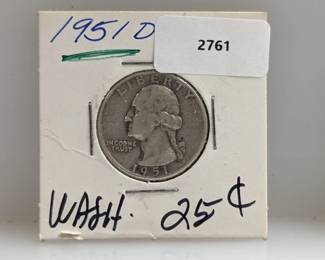 1951 D
2761
LIBERTY
IN GOD WE
TRUST
1951
WASH. 25¢